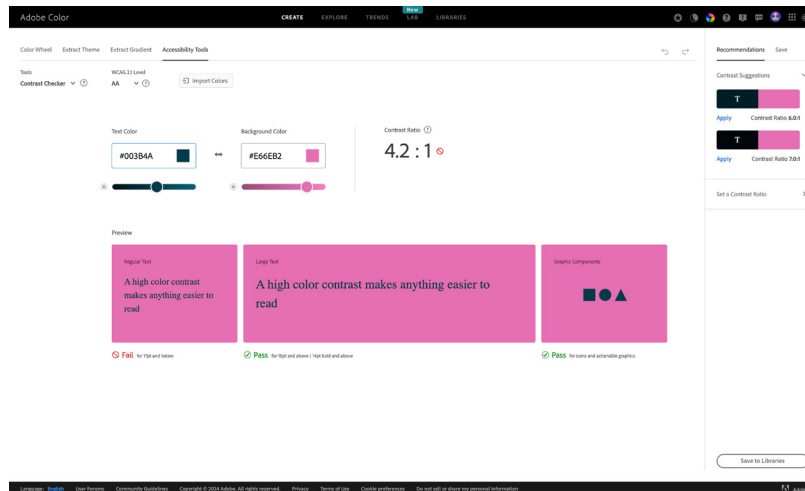 Adobe Color
CREATE EXPLORE TRENDS LAB LIBRARIES
New
Color Wheel Extract Theme Extract Gradient Accessibility Tools
Recommendations Save
Tools
Contrast Checker
WCAG 2.1 Level
AA
Import Colors
Contrast Suggestions
T
Apply Contrast Ratio 6.0:1
T
Apply Contrast Ratio 7.0:1
Set a Contrast Ratio
Text Color
#003B4A
Background Color
#E66EB2
Contrast Ratio
4.2 : 1
Preview
Regular Text
A high color contrast
makes anything easier to
read
Large Text
A high color contrast makes anything easier to
read
Graphic Components
Fail for 17pt and below
Pass for 18pt and above / 14pt bold and above
Pass for icons and actionable graphics
Save to Libraries
Language: English User Forums Community Guidelines Copyright © 2024 Adobe. All rights reserved. Privacy Terms of Use Cookie preferences Do not sell or share my personal information